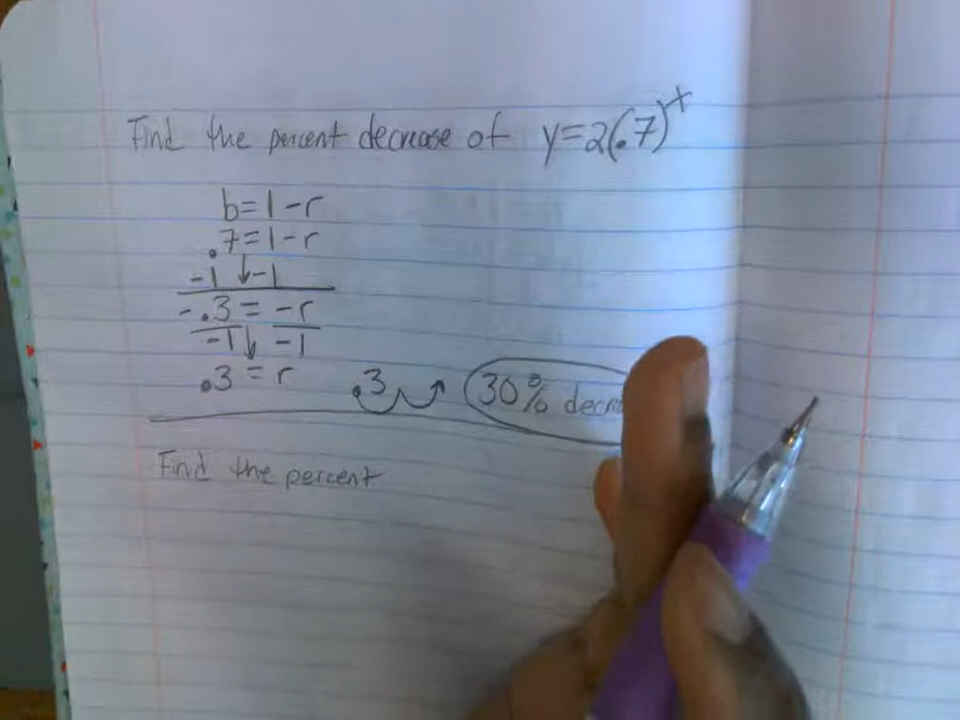 Find the percent decrease of y=2(.7)^x
b=1-r
.7=1-r
-1 ↓-1
-.3 = -r
-1 ↓ -1
.3 = r .3 30% decrea
Find the percent